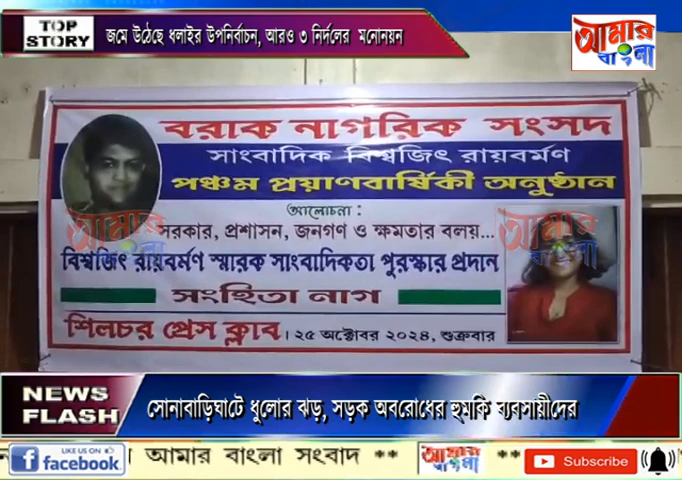 TOP
STORY
জমে উঠেছে ধলাইর উপনির্বাচন, আরও ৩ নির্দলের মনোনয়ন
আমার
বাংলা
বরাক নাগরিক সংসদ
সাংবাদিক বিশ্বজিৎ রায়বর্মণ
পঞ্চম প্রয়াণবার্ষিকী অনুষ্ঠান
আলোচনা :
সরকার, প্রশাসন, জনগণ ও ক্ষমতার বলয়...
বিশ্বজিৎ রায়বর্মণ স্মারক সাংবাদিকতা পুরস্কার প্রদান
সংহিতা নাগ
শিলচর প্রেস ক্লাব । ২৫ অক্টোবর ২০২৪, শুক্রবার
আমার
বাংলা
আমার
বাংলা
NEWS
FLASH
সোনাবাড়িঘাটে ধুলোর ঝড়, সড়ক অবরোধের হুমকি ব্যবসায়ীদের
LIKE US ON
facebook
আমার বাংলা সংবাদ **
আমার
বাংলা
**
Subscribe